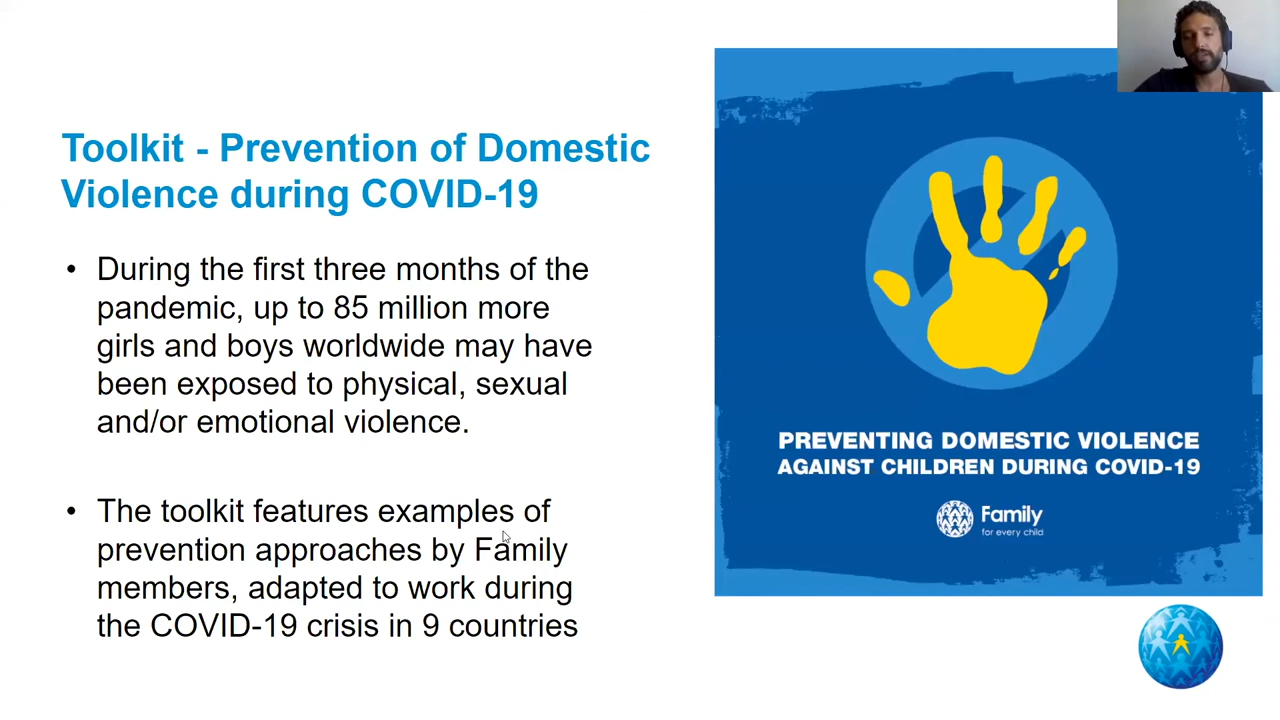 Toolkit - Prevention of Domestic
Violence during COVID-19
• During the first three months of the
pandemic, up to 85 million more
girls and boys worldwide may have
been exposed to physical, sexual
and/or emotional violence.
• The toolkit features examples of
prevention approaches by Family
members, adapted to work during
the COVID-19 crisis in 9 countries
PREVENTING DOMESTIC VIOLENCE
AGAINST CHILDREN DURING COVID-19
Family
for every child